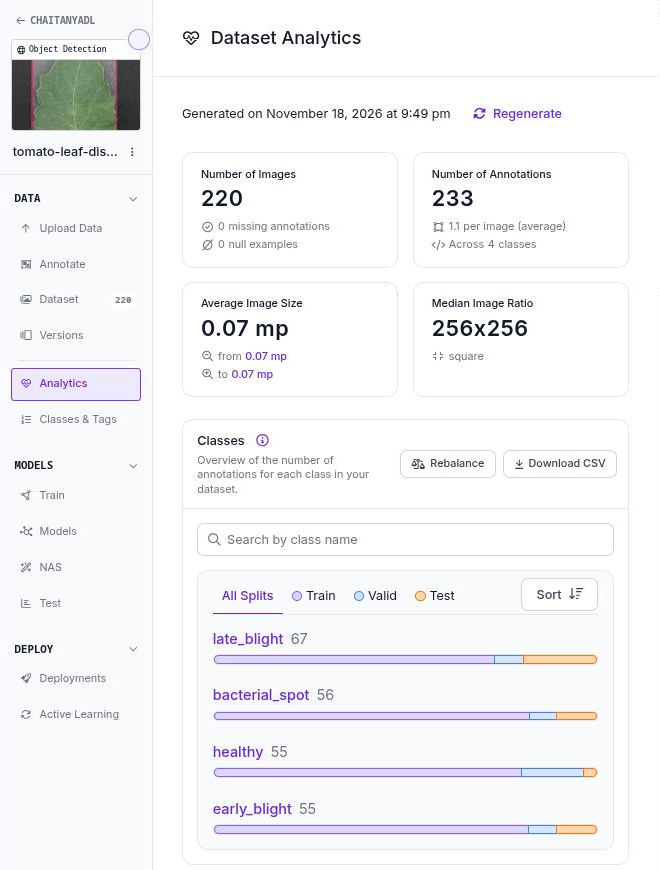 CHAITANYADL
Object Detection
tomato-leaf-dis...
DATA
Upload Data
Annotate
Dataset 220
Versions
Analytics
Classes & Tags
MODELS
Train
Models
NAS
Test
DEPLOY
Deployments
Active Learning
Dataset Analytics
Generated on November 18, 2026 at 9:49 pm Regenerate
Number of Images
220
0 missing annotations
0 null examples
Number of Annotations
233
1.1 per image (average)
Across 4 classes
Average Image Size
0.07 mp
from 0.07 mp
to 0.07 mp
Median Image Ratio
256x256
square
Classes
Overview of the number of
annotations for each class in your
dataset.
Rebalance Download CSV
Search by class name
All Splits Train Valid Test Sort
late_blight 67
bacterial_spot 56
healthy 55
early_blight 55